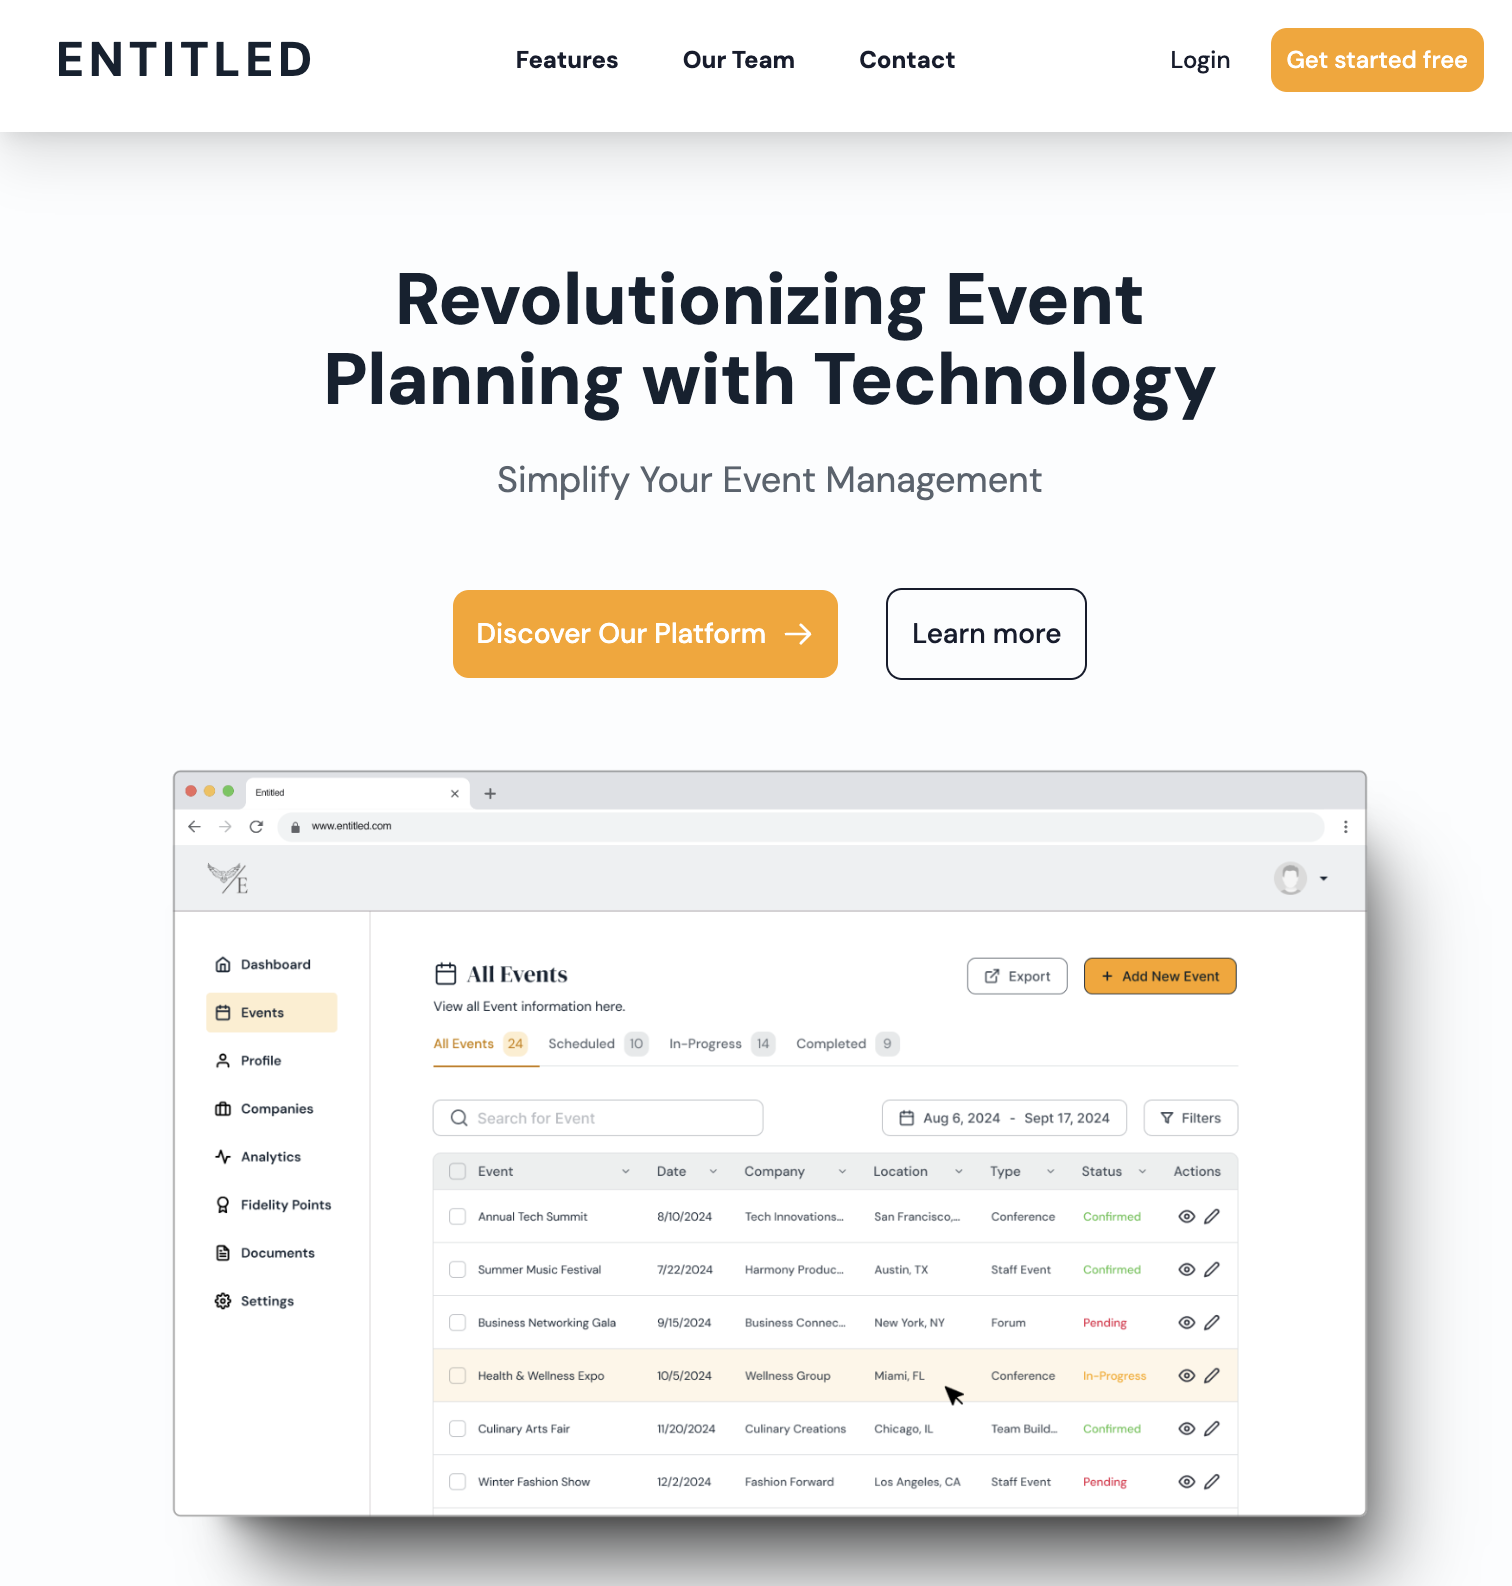 ENTITLED Features Our Team Contact Login Get started free
Revolutionizing Event
Planning with Technology
Simplify Your Event Management
Discover Our Platform → Learn more
Entitled
www.entitled.com
E
Dashboard
Events
Profile
Companies
Analytics
Fidelity Points
Documents
Settings
All Events Export + Add New Event
View all Event information here.
All Events 24 Scheduled 10 In-Progress 14 Completed 9
Search for Event Aug 6, 2024 - Sept 17, 2024 Filters
Event Date Company Location Type Status Actions
Annual Tech Summit 8/10/2024 Tech Innovations... San Francisco,... Conference Confirmed
Summer Music Festival 7/22/2024 Harmony Produc... Austin, TX Staff Event Confirmed
Business Networking Gala 9/15/2024 Business Connec... New York, NY Forum Pending
Health & Wellness Expo 10/5/2024 Wellness Group Miami, FL Conference In-Progress
Culinary Arts Fair 11/20/2024 Culinary Creations Chicago, IL Team Build... Confirmed
Winter Fashion Show 12/2/2024 Fashion Forward Los Angeles, CA Staff Event Pending